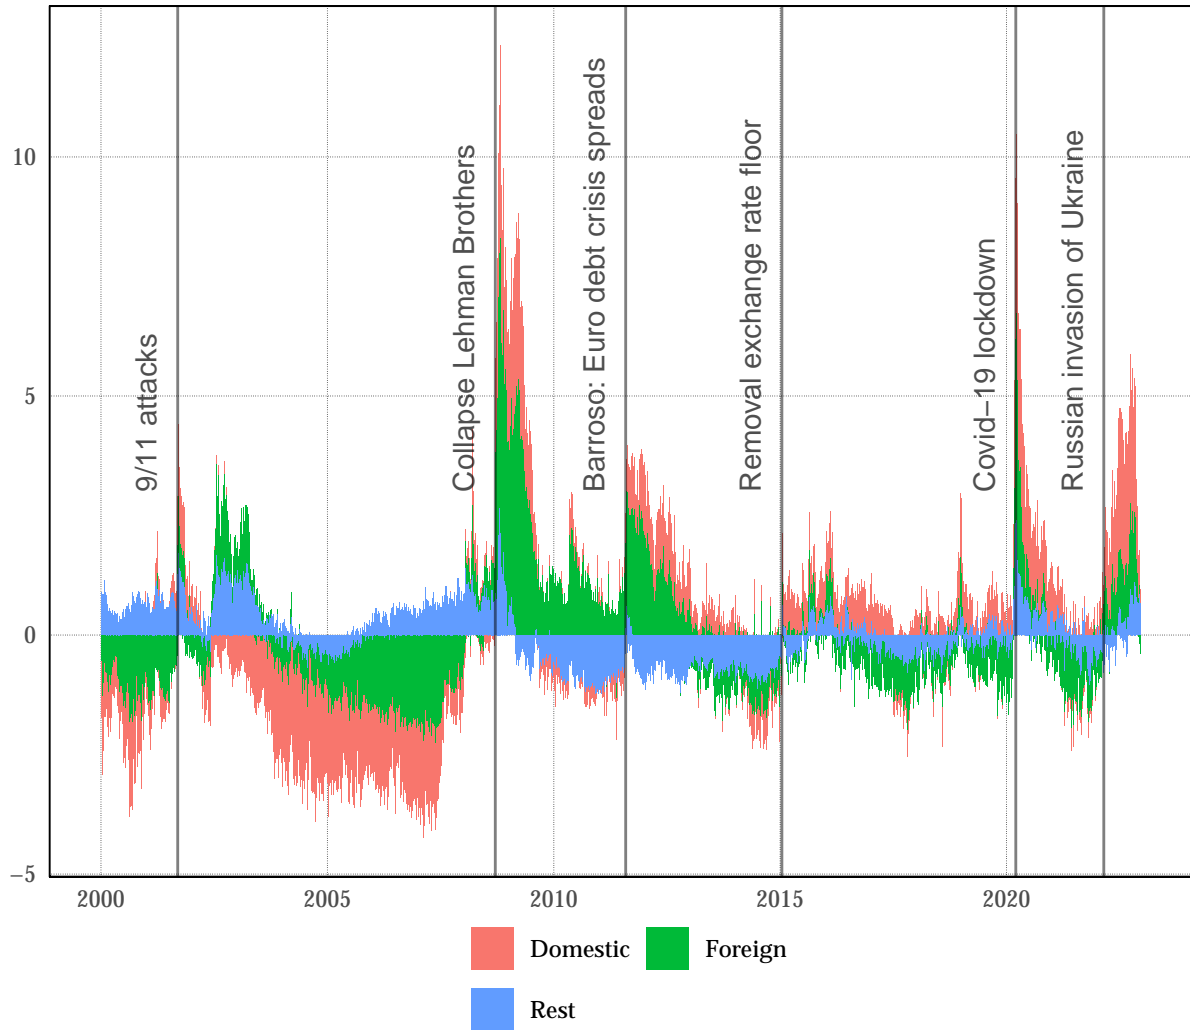 10
5
0
−5
9/11 attacks
Collapse Lehman Brothers
Barroso: Euro debt crisis spreads
Removal exchange rate floor
Covid−19 lockdown
Russian invasion of Ukraine
2000 2005 2010 2015 2020
Domestic Foreign
Rest